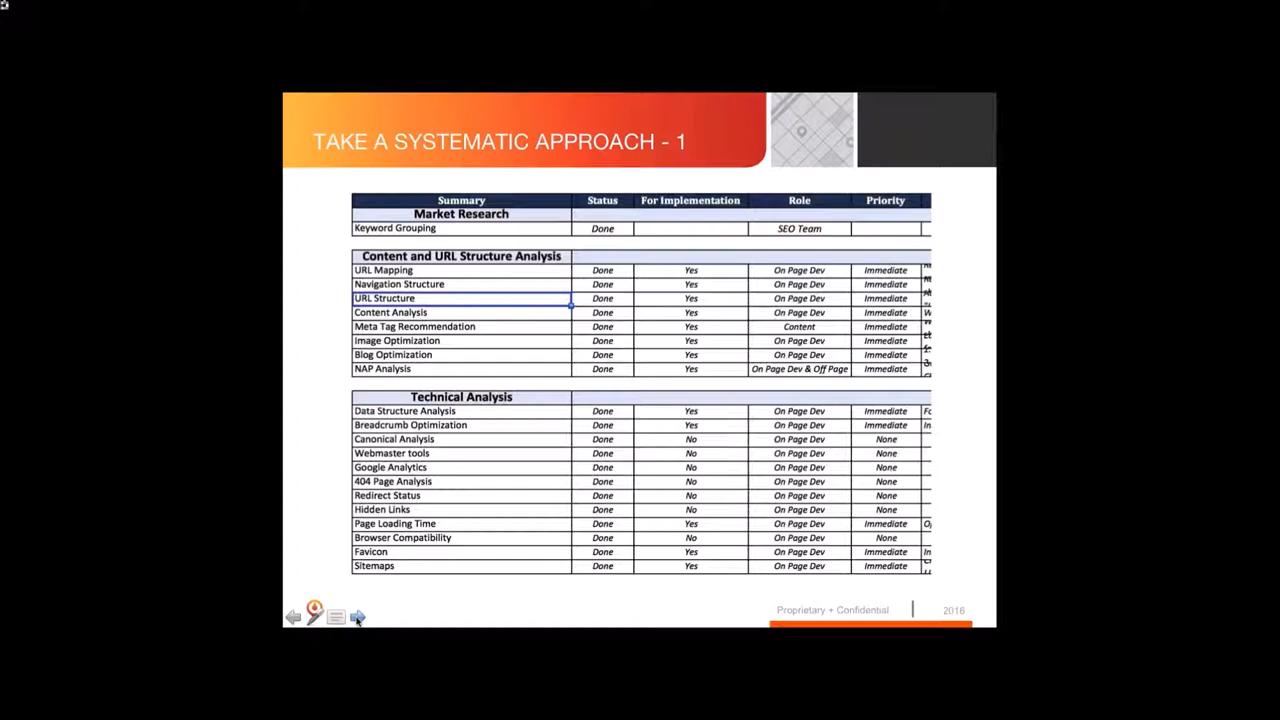 TAKE A SYSTEMATIC APPROACH - 1
Summary Status For Implementation Role Priority
Market Research
Keyword Grouping Done SEO Team
Content and URL Structure Analysis
URL Mapping Done Yes On Page Dev Immediate
Navigation Structure Done Yes On Page Dev Immediate
URL Structure Done Yes On Page Dev Immediate
Content Analysis Done Yes On Page Dev Immediate
Meta Tag Recommendation Done Yes Content Immediate
Image Optimization Done Yes On Page Dev Immediate
Blog Optimization Done Yes On Page Dev Immediate
NAP Analysis Done Yes On Page Dev & Off Page Immediate
Technical Analysis
Data Structure Analysis Done Yes On Page Dev Immediate
Breadcrumb Optimization Done Yes On Page Dev Immediate
Canonical Analysis Done No On Page Dev None
Webmaster tools Done No On Page Dev None
Google Analytics Done No On Page Dev None
404 Page Analysis Done No On Page Dev None
Redirect Status Done No On Page Dev None
Hidden Links Done No On Page Dev None
Page Loading Time Done Yes On Page Dev Immediate
Browser Compatibility Done No On Page Dev None
Favicon Done Yes On Page Dev Immediate
Sitemaps Done Yes On Page Dev Immediate
Proprietary + Confidential 2016